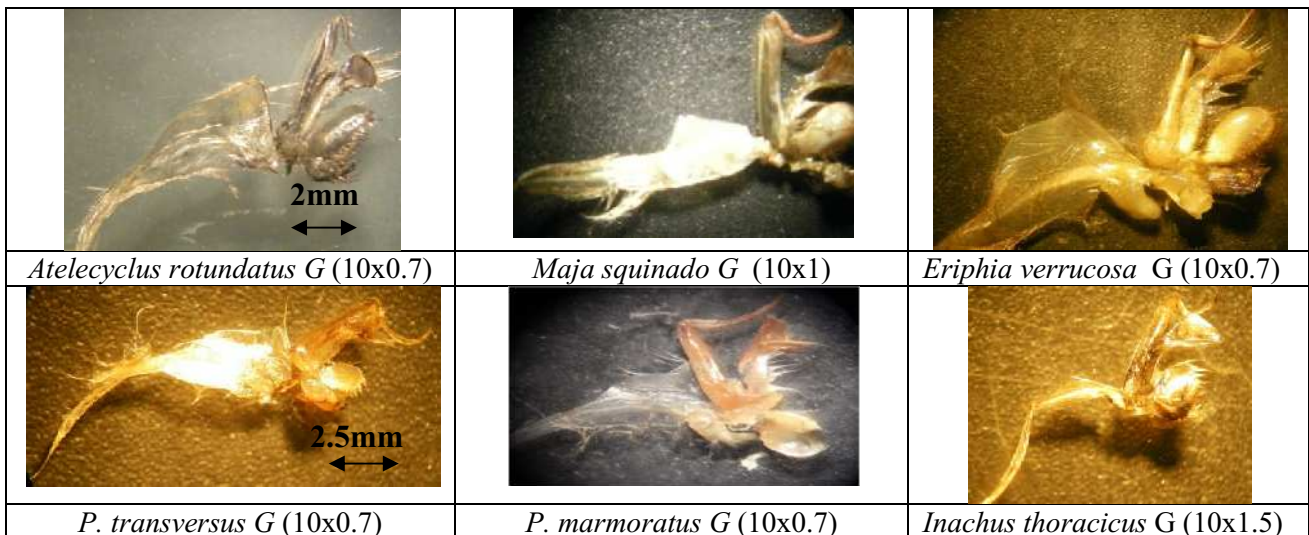 2mm
Atelecyclus rotundatus G (10x0.7)
Maja squinado G (10x1)
Eriphia verrucosa G (10x0.7)
2.5mm
P. transversus G (10x0.7)
P. marmoratus G (10x0.7)
Inachus thoracicus G (10x1.5)